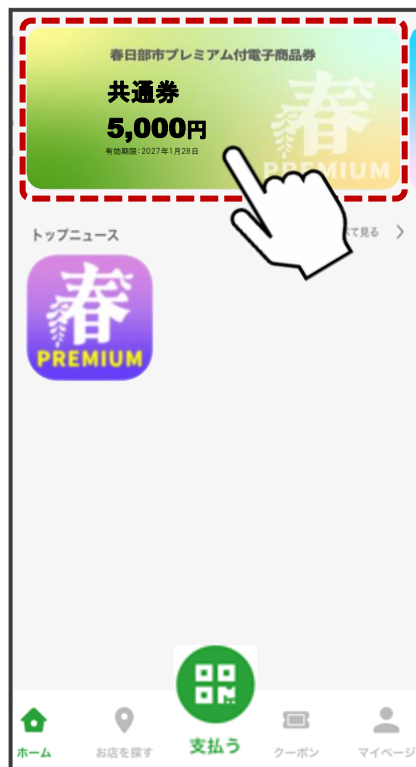 春日部市プレミアム付電子商品券
共通券
5,000円
有効期限:2027年1月28日
春
PREMIUM
トップニュース
て見る
春
PREMIUM
ホーム
お店を探す
支払う
クーポン
マイページ